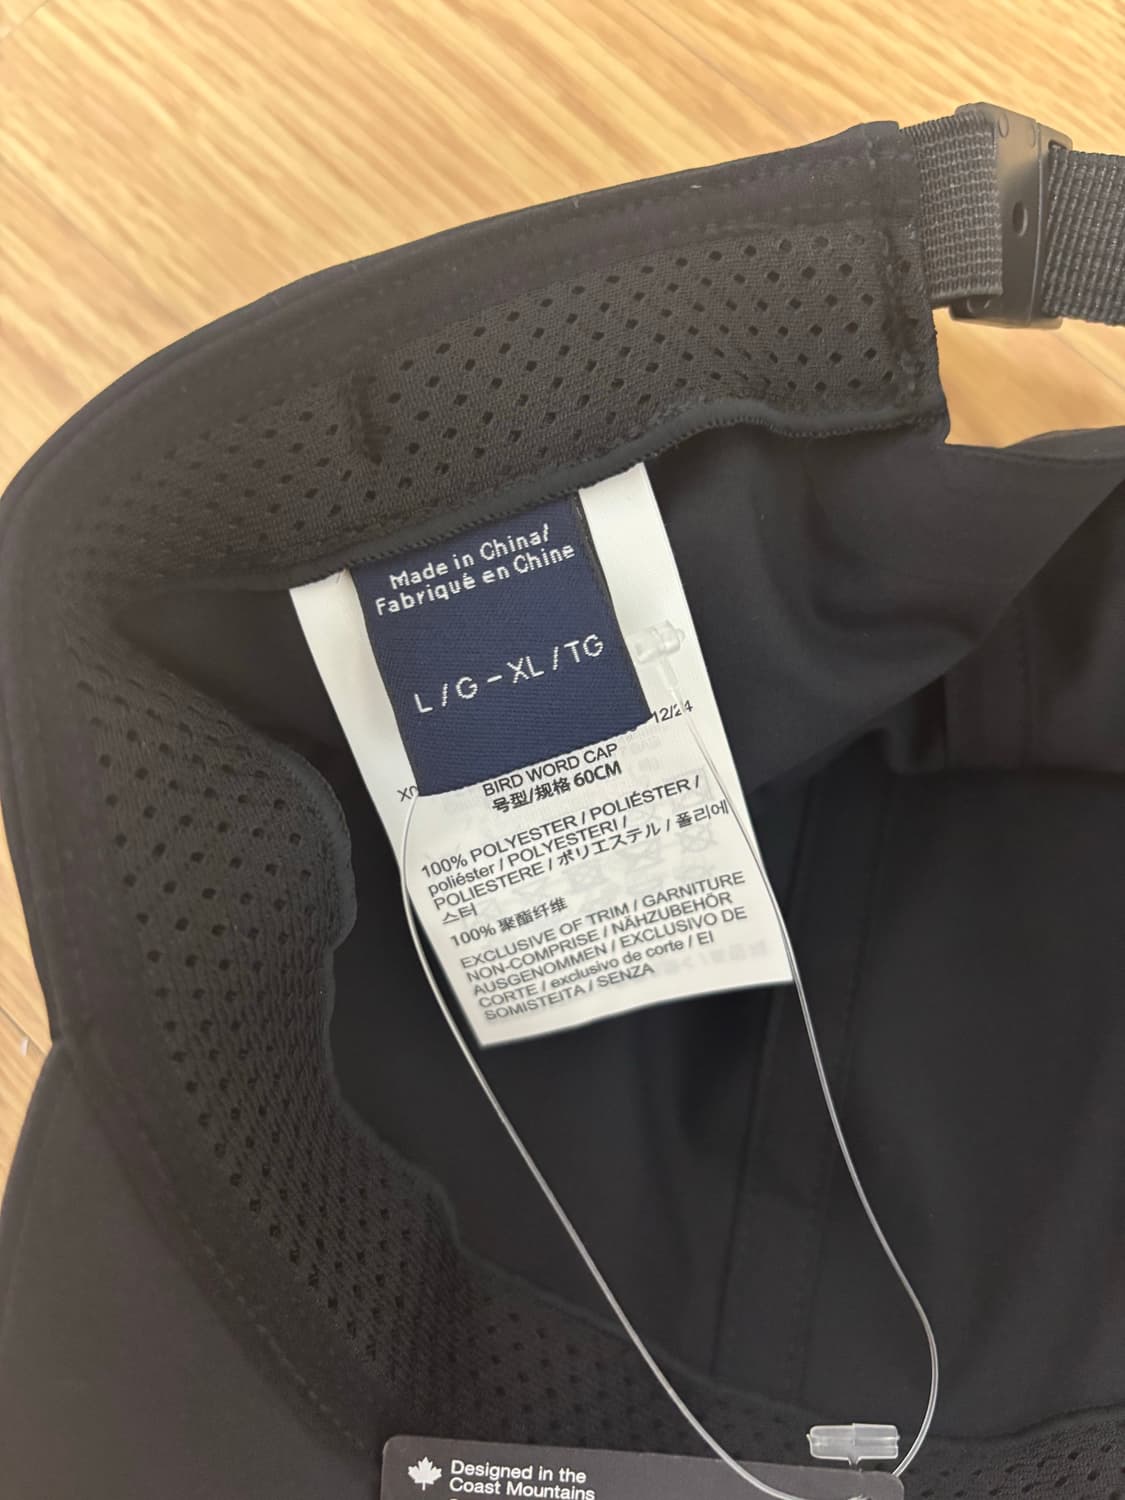 Made in China/
Fabriqué en Chine
L / G - XL / TG
12/24
BIRD WORD CAP
号型/规格 60CM
100% POLYESTER / POLIÉSTER /
poliéster / POLYESTERI /
POLIESTERE / ポリエステル / 폴리에
스터
100% 聚酯纤维
EXCLUSIVE OF TRIM / GARNITURE
NON-COMPRISE / NÄHZUBEHÖR
AUSGENOMMEN / EXCLUSIVO DE
CORTE / exclusivo de corte / EI
SOMISTEITA / SENZA
Designed in the
Coast Mountains